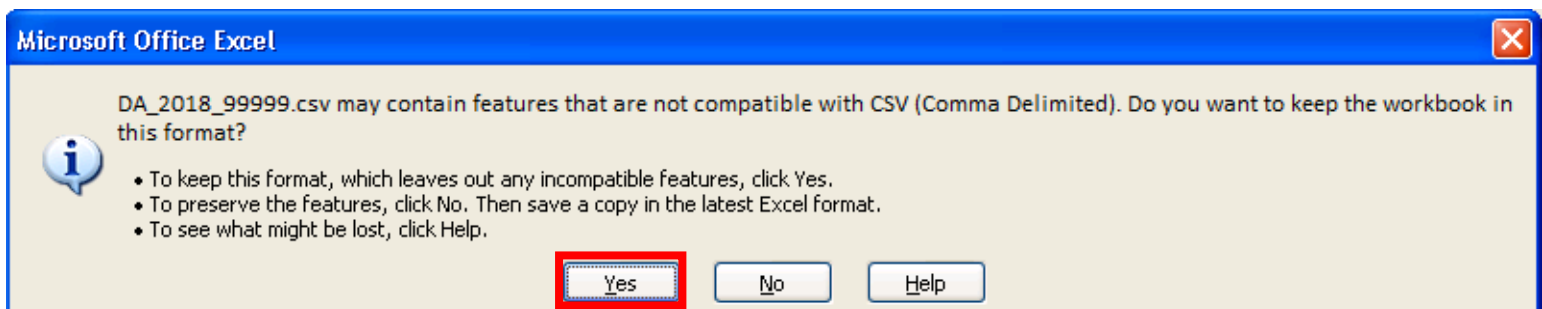 Microsoft Office Excel
DA_2018_99999.csv may contain features that are not compatible with CSV (Comma Delimited). Do you want to keep the workbook in
this format?
• To keep this format, which leaves out any incompatible features, click Yes.
• To preserve the features, click No. Then save a copy in the latest Excel format.
• To see what might be lost, click Help.
Yes No Help